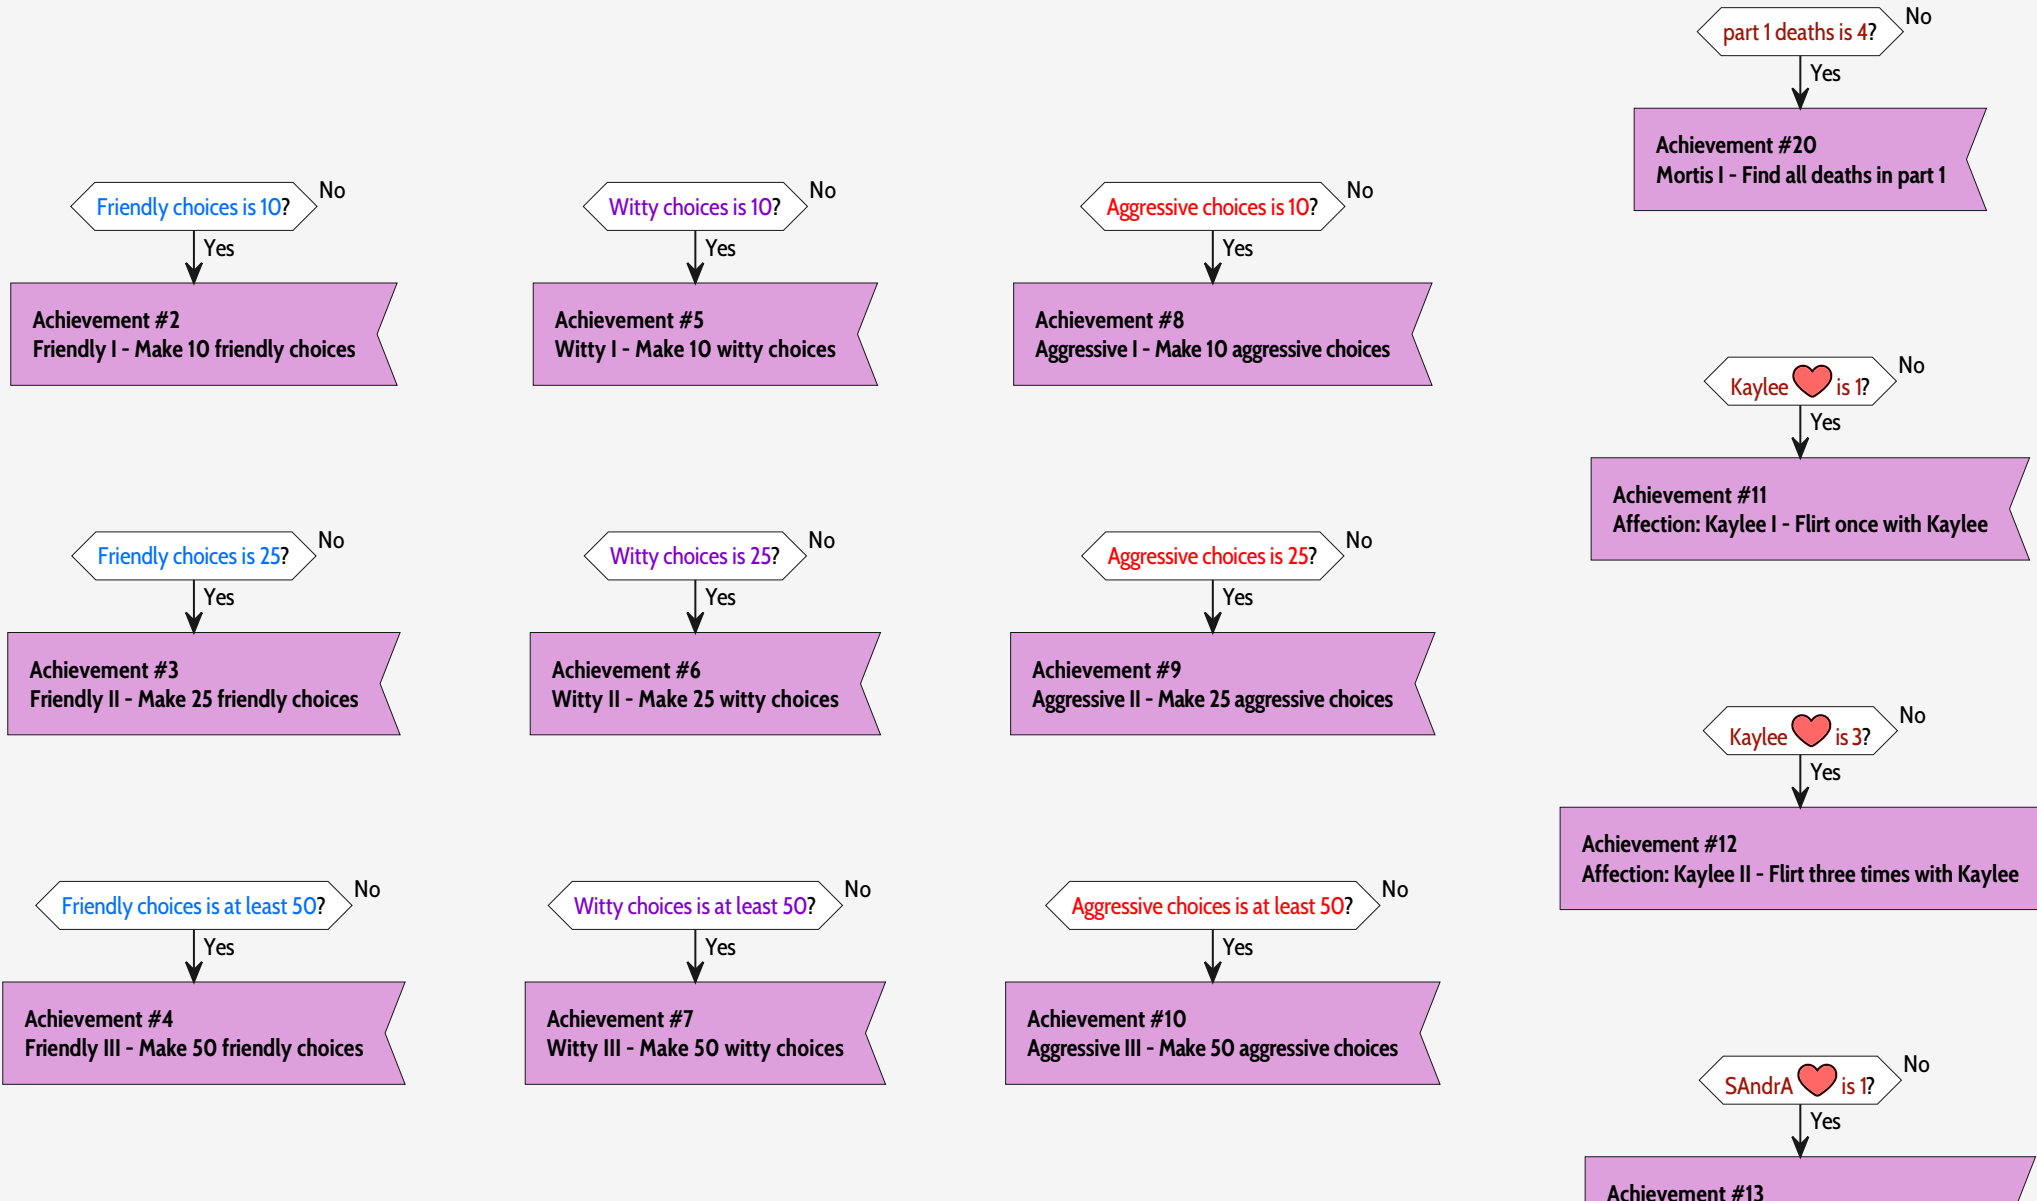 part 1 deaths is 4?
No
Yes
Achievement #20
Mortis I - Find all deaths in part 1
Friendly choices is 10?
No
Yes
Achievement #2
Friendly I - Make 10 friendly choices
Witty choices is 10?
No
Yes
Achievement #5
Witty I - Make 10 witty choices
Aggressive choices is 10?
No
Yes
Achievement #8
Aggressive I - Make 10 aggressive choices
Kaylee is 1?
No
Yes
Achievement #11
Affection: Kaylee I - Flirt once with Kaylee
Friendly choices is 25?
No
Yes
Achievement #3
Friendly II - Make 25 friendly choices
Witty choices is 25?
No
Yes
Achievement #6
Witty II - Make 25 witty choices
Aggressive choices is 25?
No
Yes
Achievement #9
Aggressive II - Make 25 aggressive choices
Kaylee is 3?
No
Yes
Achievement #12
Affection: Kaylee II - Flirt three times with Kaylee
Friendly choices is at least 50?
No
Yes
Achievement #4
Friendly III - Make 50 friendly choices
Witty choices is at least 50?
No
Yes
Achievement #7
Witty III - Make 50 witty choices
Aggressive choices is at least 50?
No
Yes
Achievement #10
Aggressive III - Make 50 aggressive choices
SAndrA is 1?
No
Yes
Achievement #13